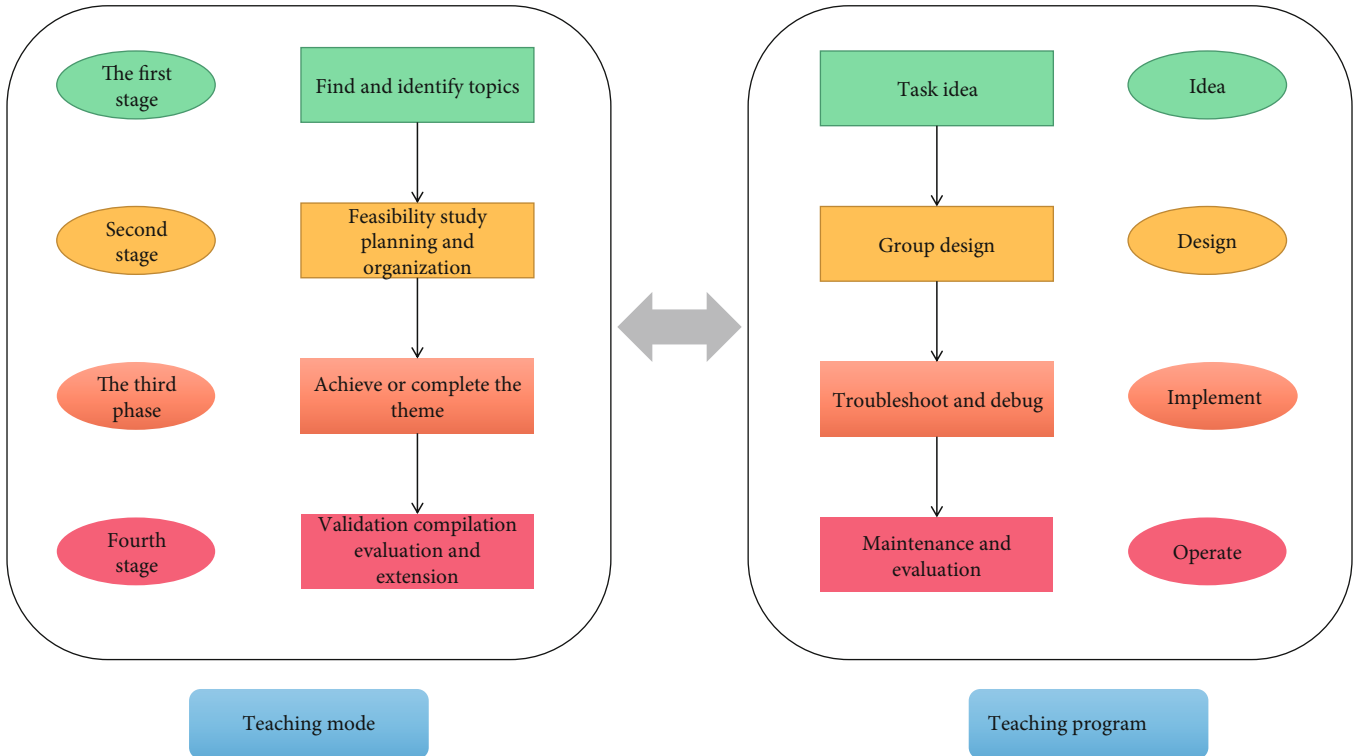 The first
stage
Find and identify topics
Second
stage
Feasibility study
planning and
organization
The third
phase
Achieve or complete the
theme
Fourth
stage
Validation compilation
evaluation and
extension
Teaching mode
Task idea
Idea
Group design
Design
Troubleshoot and debug
Implement
Maintenance and
evaluation
Operate
Teaching program